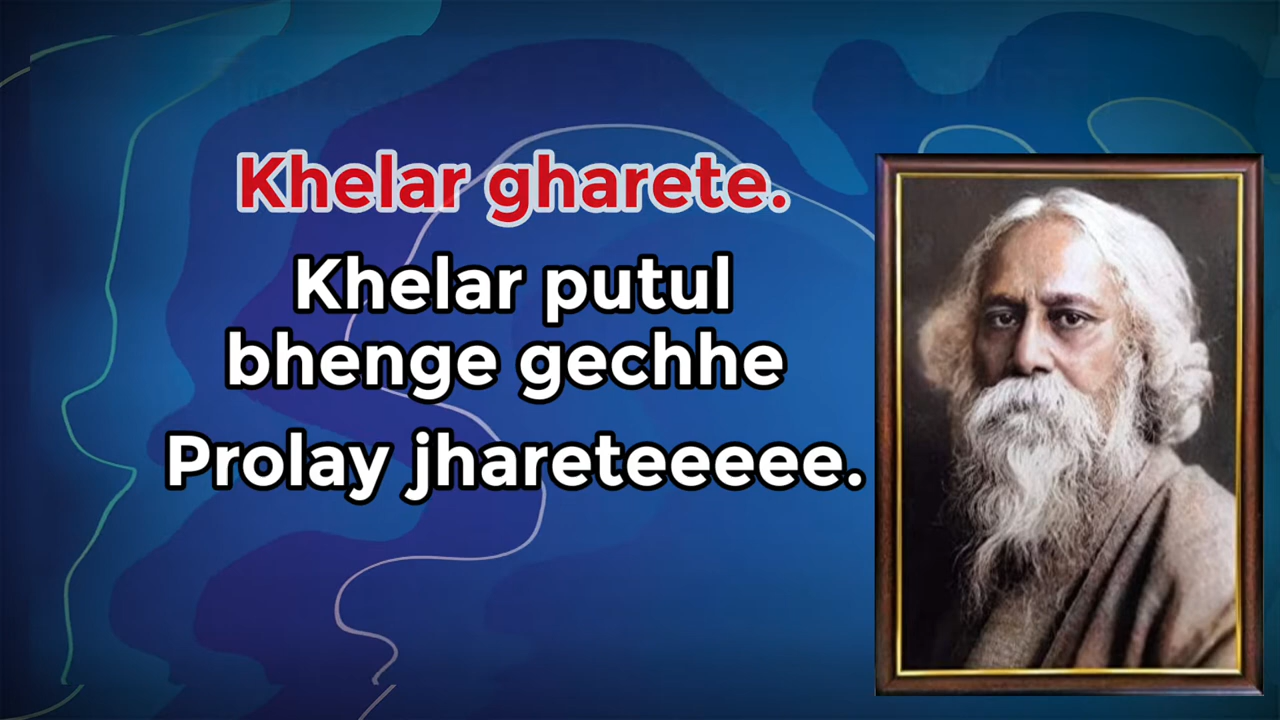 Khelar gharete.
Khelar putul
bhenge gechhe
Prolay jhareteeeee.